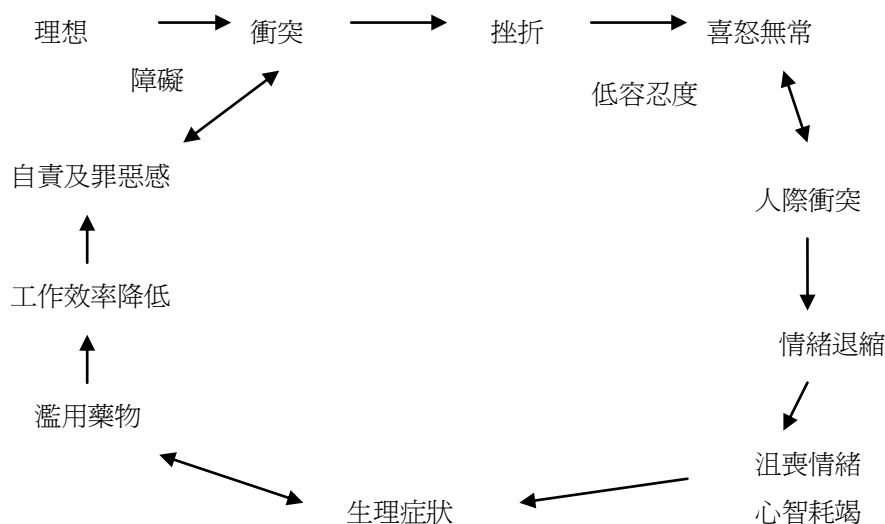 理想
衝突
挫折
喜怒無常
障礙
低容忍度
自責及罪惡感
人際衝突
工作效率降低
情緒退縮
濫用藥物
沮喪情緒
生理症狀
心智耗竭